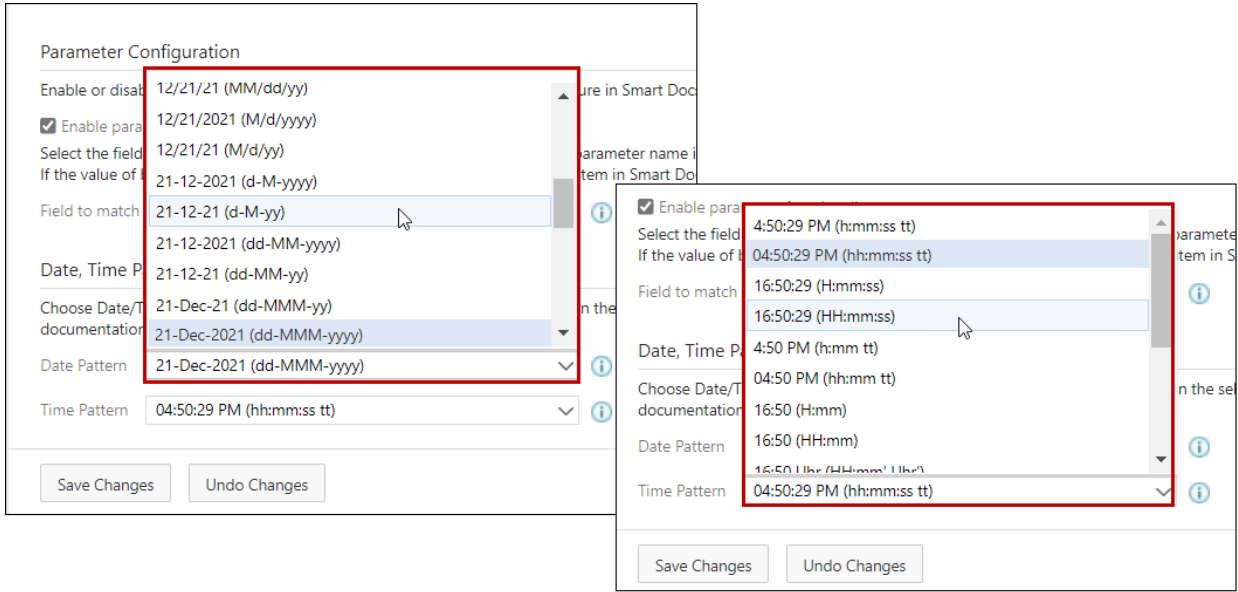 Parameter Configuration
Enable or disab ure in Smart Docs
12/21/21 (MM/dd/yy)
12/21/2021 (M/d/yyyy)
Enable para
12/21/21 (M/d/yy)
Select the field parameter name i
If the value of tem in Smart Do
21-12-2021 (d-M-yyyy)
Field to match
21-12-21 (d-M-yy)
21-12-2021 (dd-MM-yyyy)
Date, Time P
21-12-21 (dd-MM-yy)
Choose Date/T n the
documentation
21-Dec-21 (dd-MMM-yy)
21-Dec-2021 (dd-MMM-yyyy)
Date Pattern 21-Dec-2021 (dd-MMM-yyyy)
Time Pattern 04:50:29 PM (hh:mm:ss tt)
Save Changes Undo Changes
Enable para
Select the field paramete
If the value of tem in S
4:50:29 PM (h:mm:ss tt)
04:50:29 PM (hh:mm:ss tt)
Field to match
16:50:29 (H:mm:ss)
16:50:29 (HH:mm:ss)
Date, Time P
4:50 PM (h:mm tt)
04:50 PM (hh:mm tt)
Choose Date/T n the sel
documentation
16:50 (H:mm)
Date Pattern
16:50 (HH:mm)
16:50 Uhr (HH:mm' Uhr')
Time Pattern 04:50:29 PM (hh:mm:ss tt)
Save Changes Undo Changes